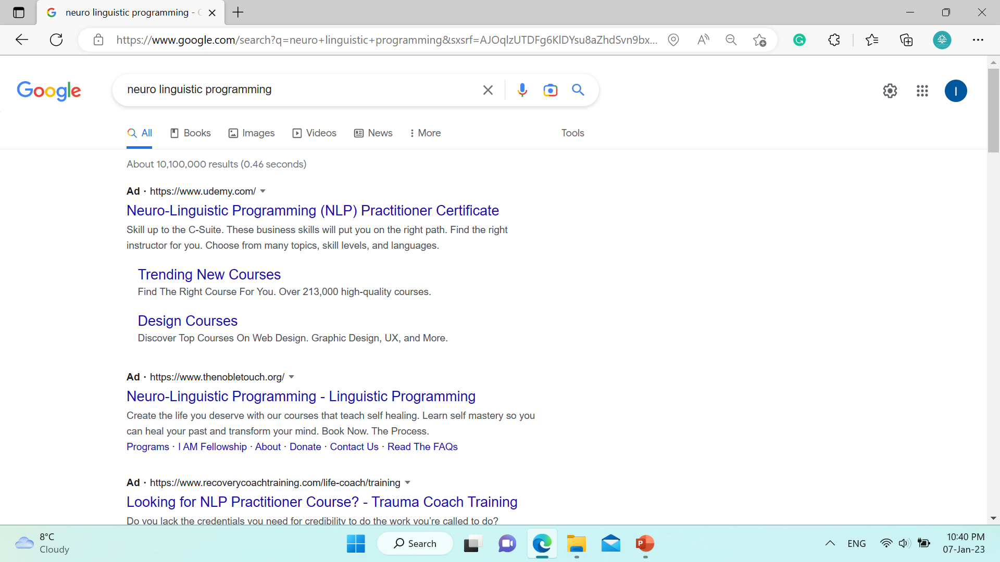 neuro linguistic programming -
https://www.google.com/search?q=neuro+linguistic+programming&sxsrf=AJOqlzUTDFg6KlDYsu8aZhdSvn9bx...
Google
neuro linguistic programming
I
All Books Images Videos News More Tools
About 10,100,000 results (0.46 seconds)
Ad · https://www.udemy.com/
Neuro-Linguistic Programming (NLP) Practitioner Certificate
Skill up to the C-Suite. These business skills will put you on the right path. Find the right
instructor for you. Choose from many topics, skill levels, and languages.
Trending New Courses
Find The Right Course For You. Over 213,000 high-quality courses.
Design Courses
Discover Top Courses On Web Design. Graphic Design, UX, and More.
Ad · https://www.thenobletouch.org/
Neuro-Linguistic Programming - Linguistic Programming
Create the life you deserve with our courses that teach self healing. Learn self mastery so you
can heal your past and transform your mind. Book Now. The Process.
Programs · I AM Fellowship · About · Donate · Contact Us · Read The FAQs
Ad · https://www.recoverycoachtraining.com/life-coach/training
Looking for NLP Practitioner Course? - Trauma Coach Training
Do you lack the credentials you need for credibility to do the work you're called to do?
8°C
Cloudy
Search
ENG
10:40 PM
07-Jan-23